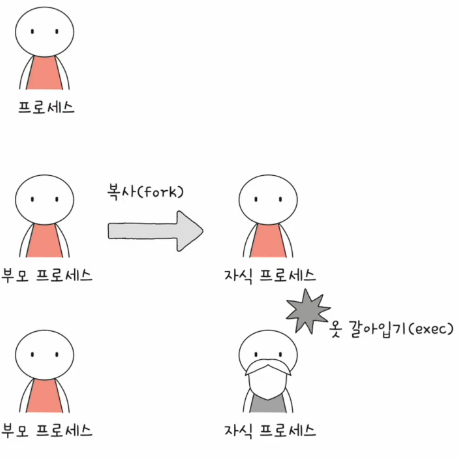 프로세스
복사(fork)
부모 프로세스
자식 프로세스
옷 갈아입기(exec)
부모 프로세스
자식 프로세스